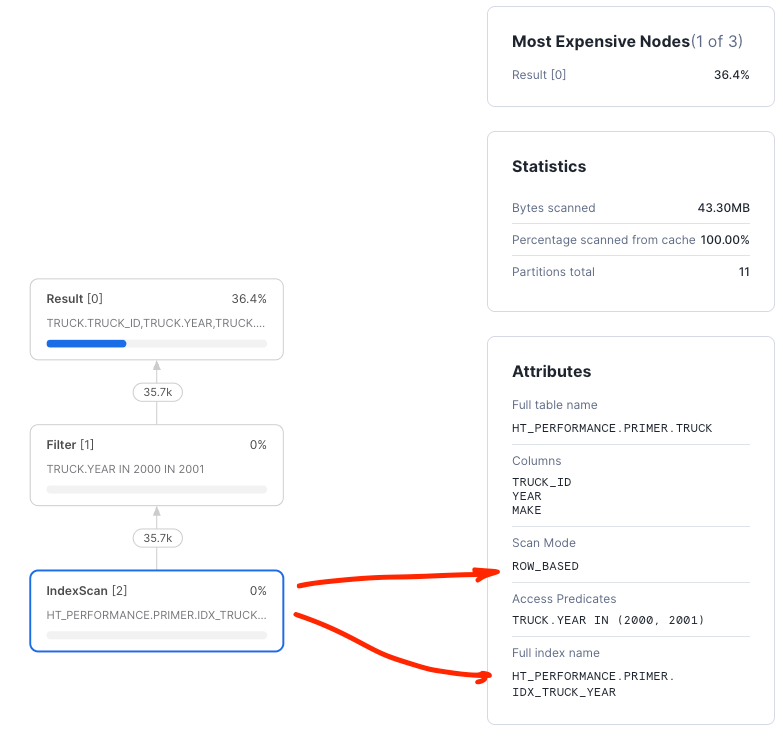 Most Expensive Nodes(1 of 3)
Result [0] 36.4%
Statistics
Bytes scanned 43.30MB
Percentage scanned from cache 100.00%
Partitions total 11
Result [0] 36.4%
TRUCK.TRUCK_ID,TRUCK.YEAR,TRUCK....
35.7k
Filter [1] 0%
TRUCK.YEAR IN 2000 IN 2001
35.7k
IndexScan [2] 0%
HT_PERFORMANCE.PRIMER.IDX_TRUCK...
Attributes
Full table name
HT_PERFORMANCE.PRIMER.TRUCK
Columns
TRUCK_ID
YEAR
MAKE
Scan Mode
ROW_BASED
Access Predicates
TRUCK.YEAR IN (2000, 2001)
Full index name
HT_PERFORMANCE.PRIMER.
IDX_TRUCK_YEAR